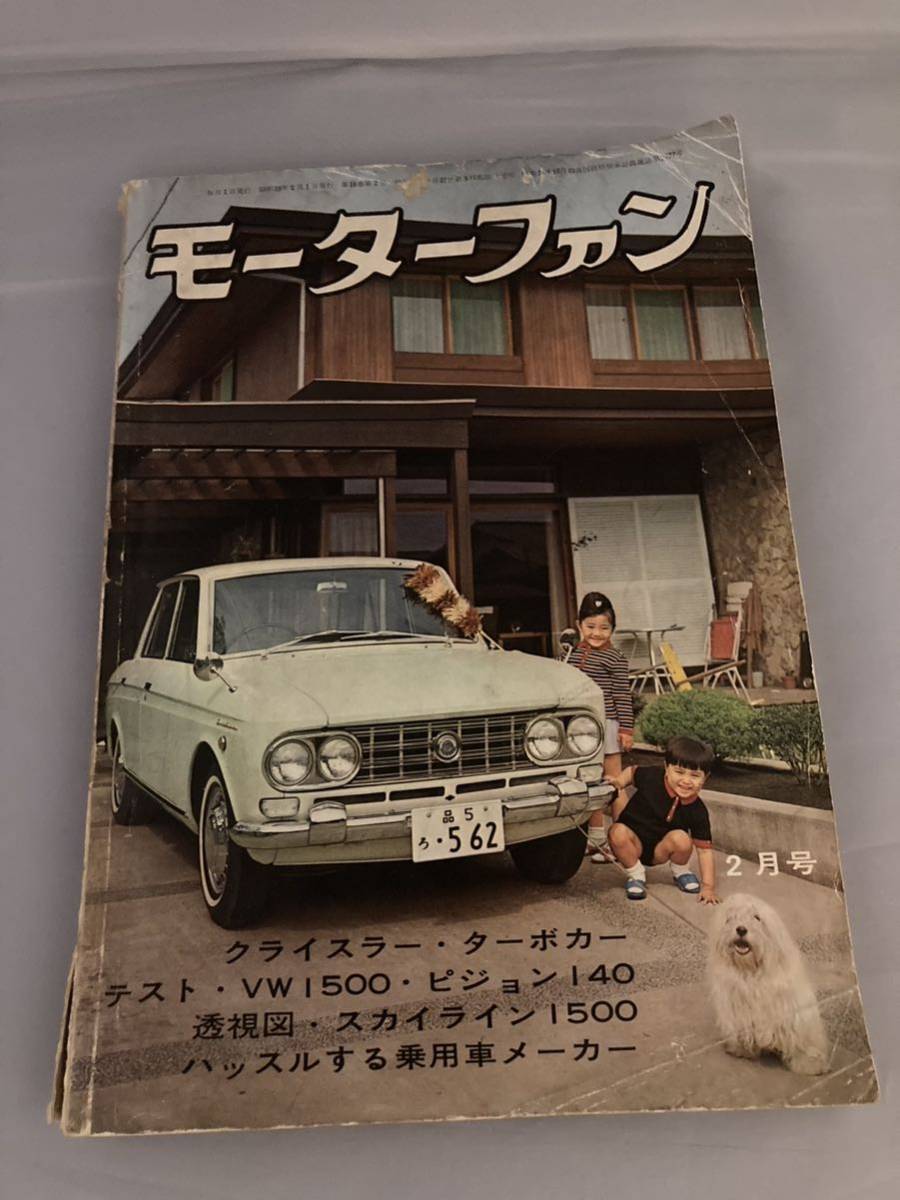 モーターファン
品5
ろ・562
2月号
クライスラー・ターボカー
テスト・VW1500・ピジョン140
透視図・スカイライン1500
ハッスルする乗用車メーカー